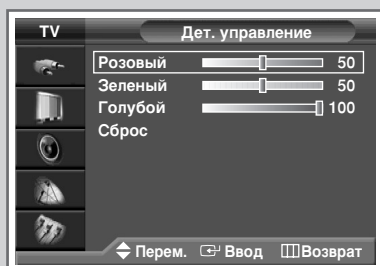 TV Дет. управление
Розовый 50
Зеленый 50
Голубой 100
Сброс
Перем. Ввод Возврат